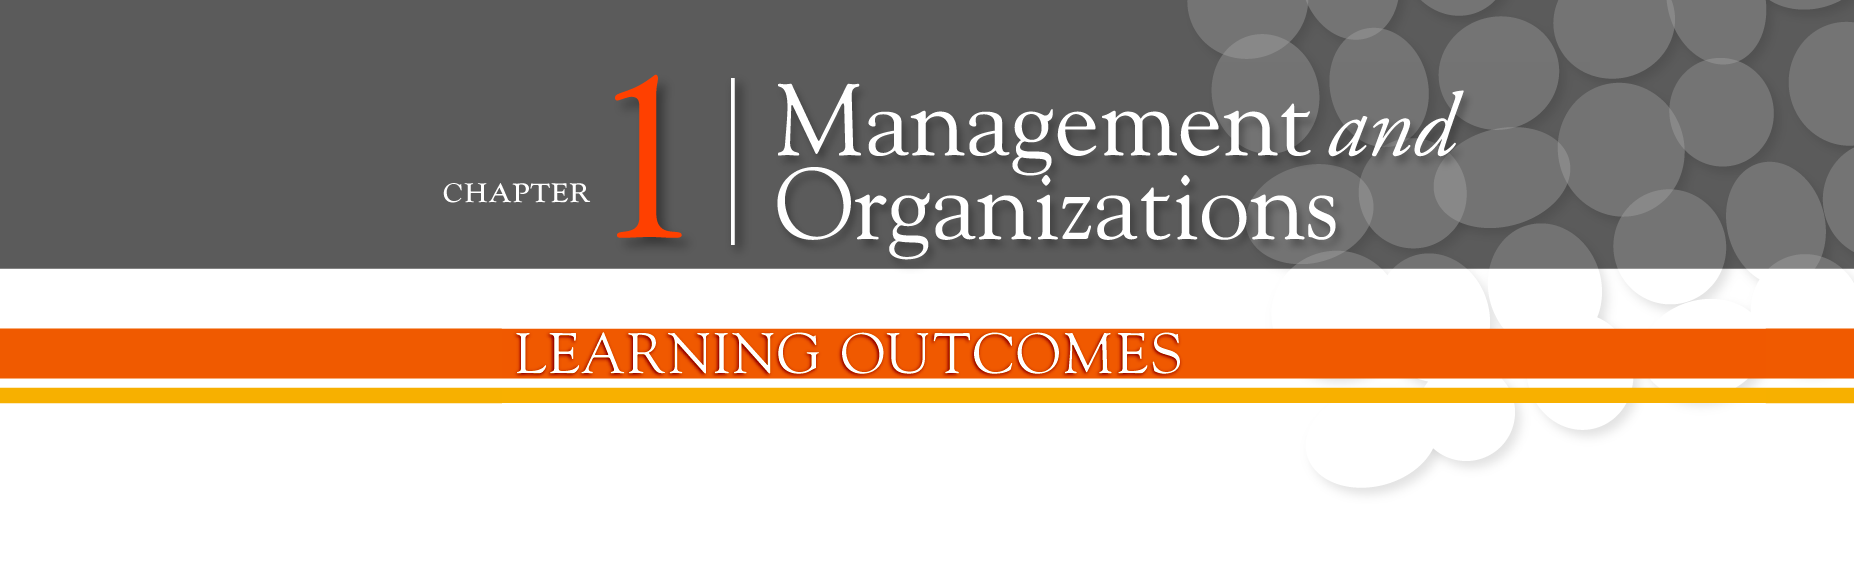 CHAPTER 1
Management and
Organizations
LEARNING OUTCOMES